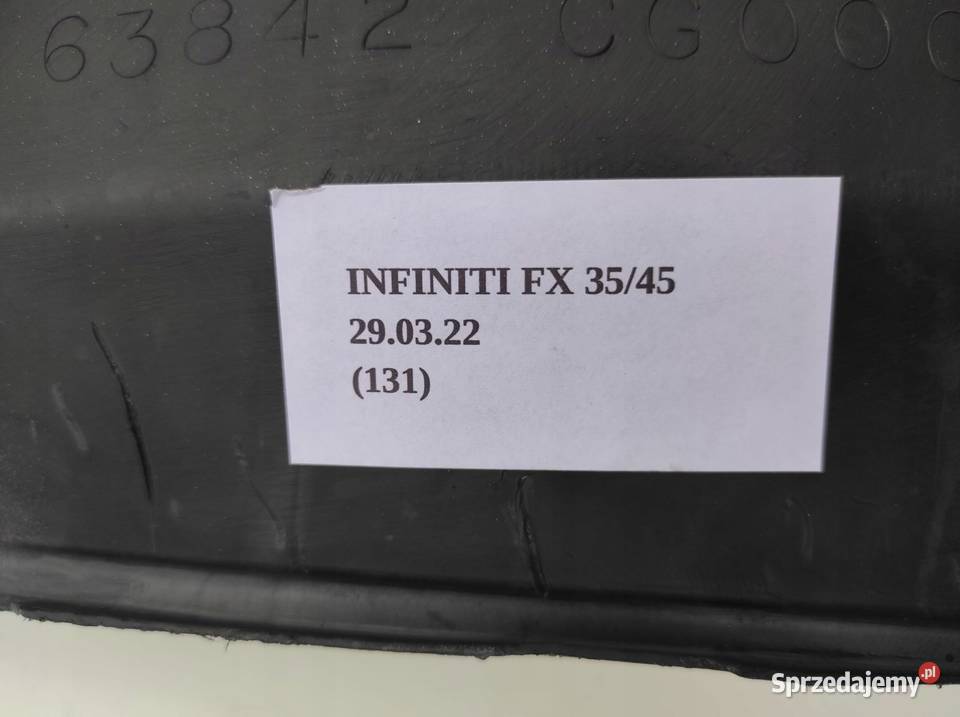 63842 CG000
INFINITI FX 35/45
29.03.22
(131)
Sprzedajemy.pl